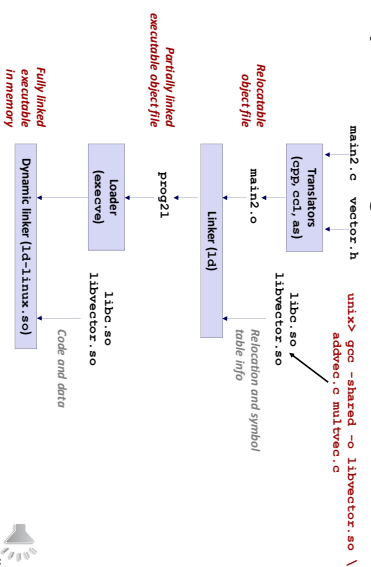 unix> gcc -shared -o libvector.so \
addvec.c multvec.c
main2.c vector.h
Translators
(cpp, cc1, as)
Relocatable
object file
main2.o
libc.so
libvector.so
Relocation and symbol
table info
Linker (ld)
Partially linked
executable object file
prog2l
Loader
(execve)
libc.so
libvector.so
Code and data
Fully linked
executable
in memory
Dynamic linker (ld-linux.so)